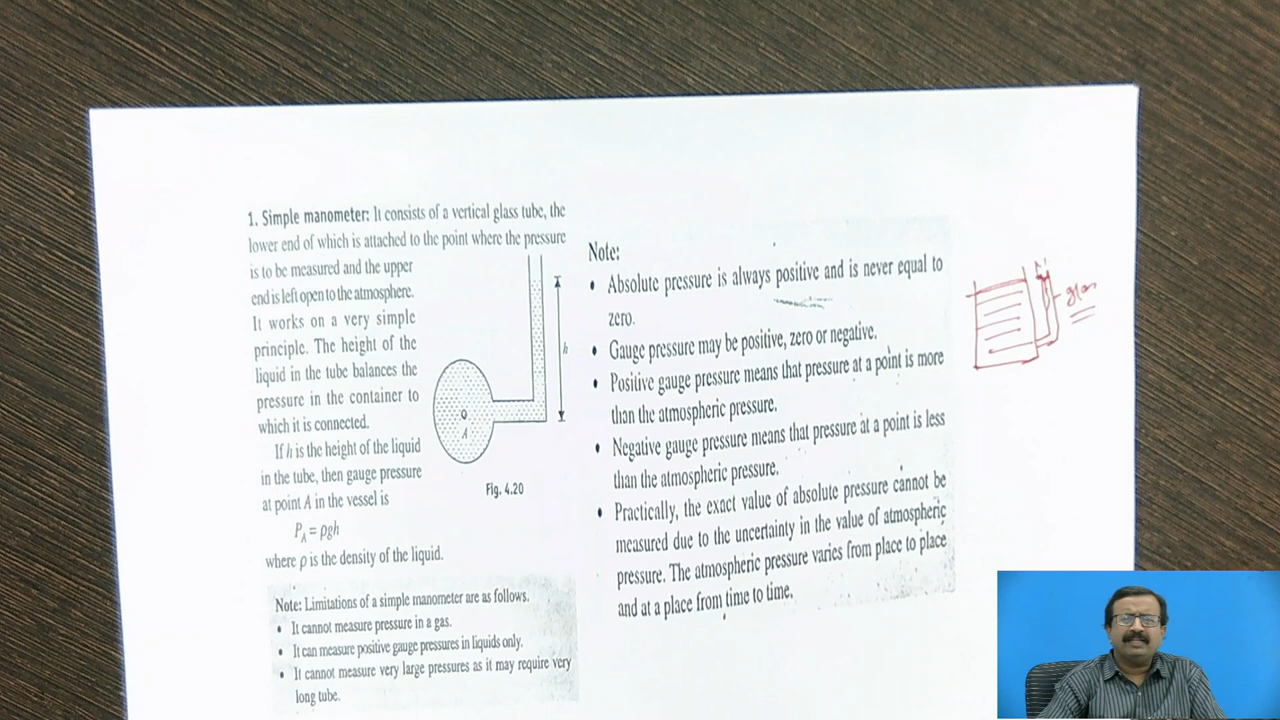 1. Simple manometer: It consists of a vertical glass tube, the
lower end of which is attached to the point where the pressure
is to be measured and the upper
end is left open to the atmosphere.
It works on a very simple
principle. The height of the
liquid in the tube balances the
pressure in the container to
which it is connected.
If h is the height of the liquid
in the tube, then gauge pressure
at point A in the vessel is
P_A = ρgh
where ρ is the density of the liquid.
h
A
Fig. 4.20
Note: Limitations of a simple manometer are as follows.
• It cannot measure pressure in a gas.
• It can measure positive gauge pressures in liquids only.
• It cannot measure very large pressures as it may require very
long tube.
Note:
• Absolute pressure is always positive and is never equal to
zero.
• Gauge pressure may be positive, zero or negative.
• Positive gauge pressure means that pressure at a point is more
than the atmospheric pressure.
• Negative gauge pressure means that pressure at a point is less
than the atmospheric pressure.
• Practically, the exact value of absolute pressure cannot be
measured due to the uncertainty in the value of atmospheric
pressure. The atmospheric pressure varies from place to place
and at a place from time to time.